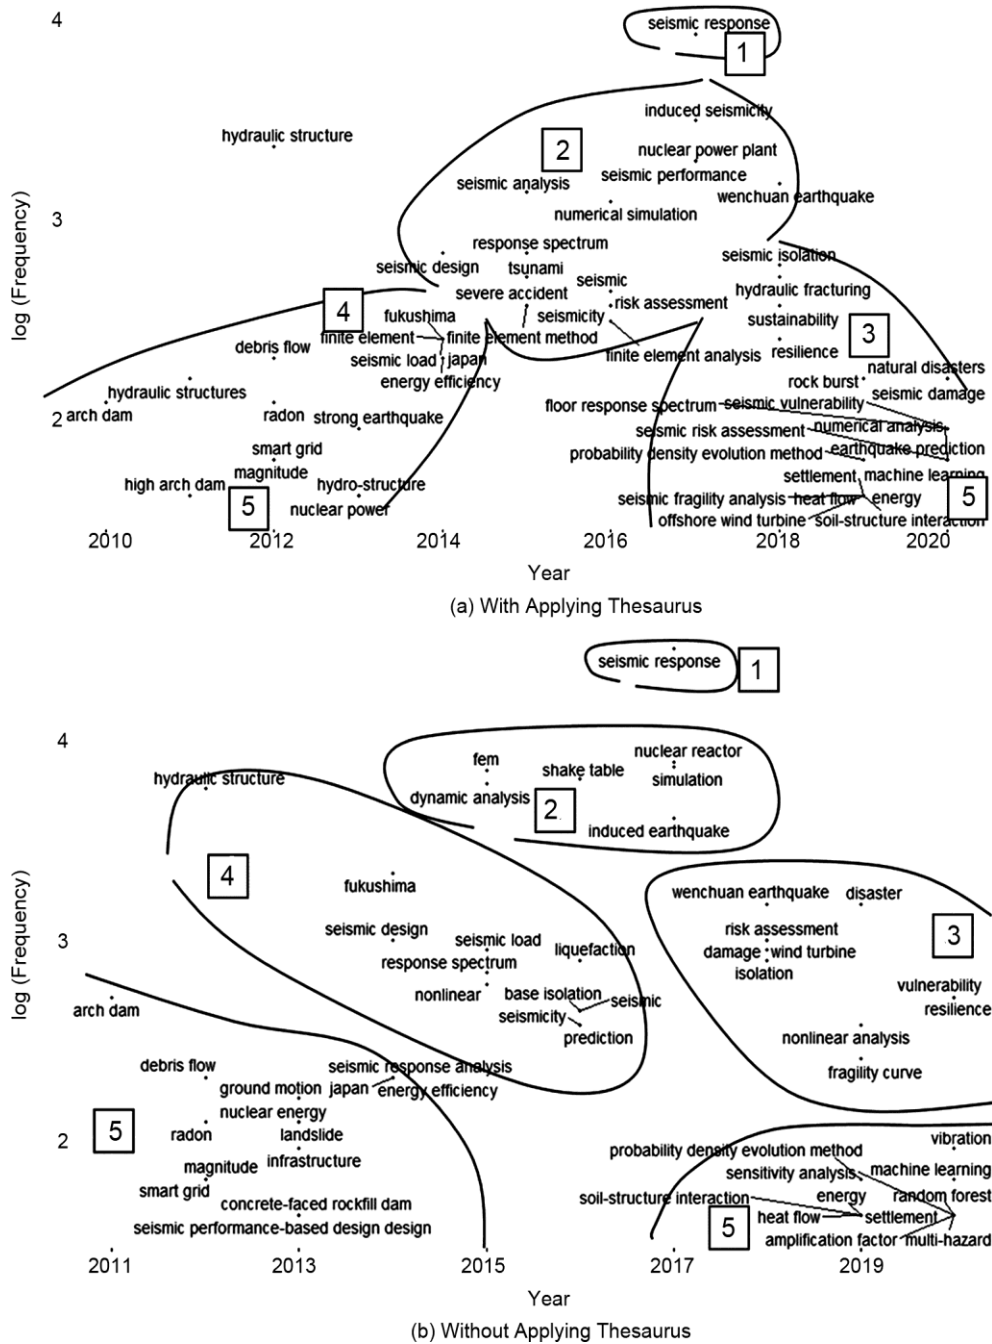 4
seismic response
1
induced seismicity
hydraulic structure
2
nuclear power plant
seismic performance
seismic analysis
wenchuan earthquake
numerical simulation
3
response spectrum
seismic isolation
seismic design
tsunami
seismic
hydraulic fracturing
severe accident
risk assessment
4
fukushima
seismicity
sustainability
finite element
finite element method
3
debris flow
seismic load
japan
finite element analysis
resilience
energy efficiency
natural disasters
rock burst
hydraulic structures
seismic damage
arch dam
radon
strong earthquake
floor response spectrum
seismic vulnerability
2
seismic risk assessment
numerical analysis
smart grid
probability density evolution method
earthquake prediction
magnitude
settlement
machine learning
high arch dam
hydro-structure
seismic fragility analysis
heat flow
energy
5
5
nuclear power
offshore wind turbine
soil-structure interaction
log (Frequency)
2010 2012 2014 2016 2018 2020
Year
(a) With Applying Thesaurus
seismic response
1
4
nuclear reactor
fem
shake table
hydraulic structure
simulation
dynamic analysis
2
induced earthquake
4
fukushima
wenchuan earthquake
disaster
seismic design
risk assessment
3
3
seismic load
liquefaction
damage
wind turbine
response spectrum
isolation
nonlinear
base isolation
seismic
vulnerability
arch dam
seismicity
resilience
prediction
nonlinear analysis
debris flow
seismic response analysis
fragility curve
ground motion
japan
energy efficiency
nuclear energy
5
2
radon
landslide
vibration
probability density evolution method
magnitude
infrastructure
sensitivity analysis
machine learning
smart grid
soil-structure interaction
energy
random forest
concrete-faced rockfill dam
heat flow
settlement
seismic performance-based design design
5
amplification factor
multi-hazard
log (Frequency)
2011 2013 2015 2017 2019
Year
(b) Without Applying Thesaurus